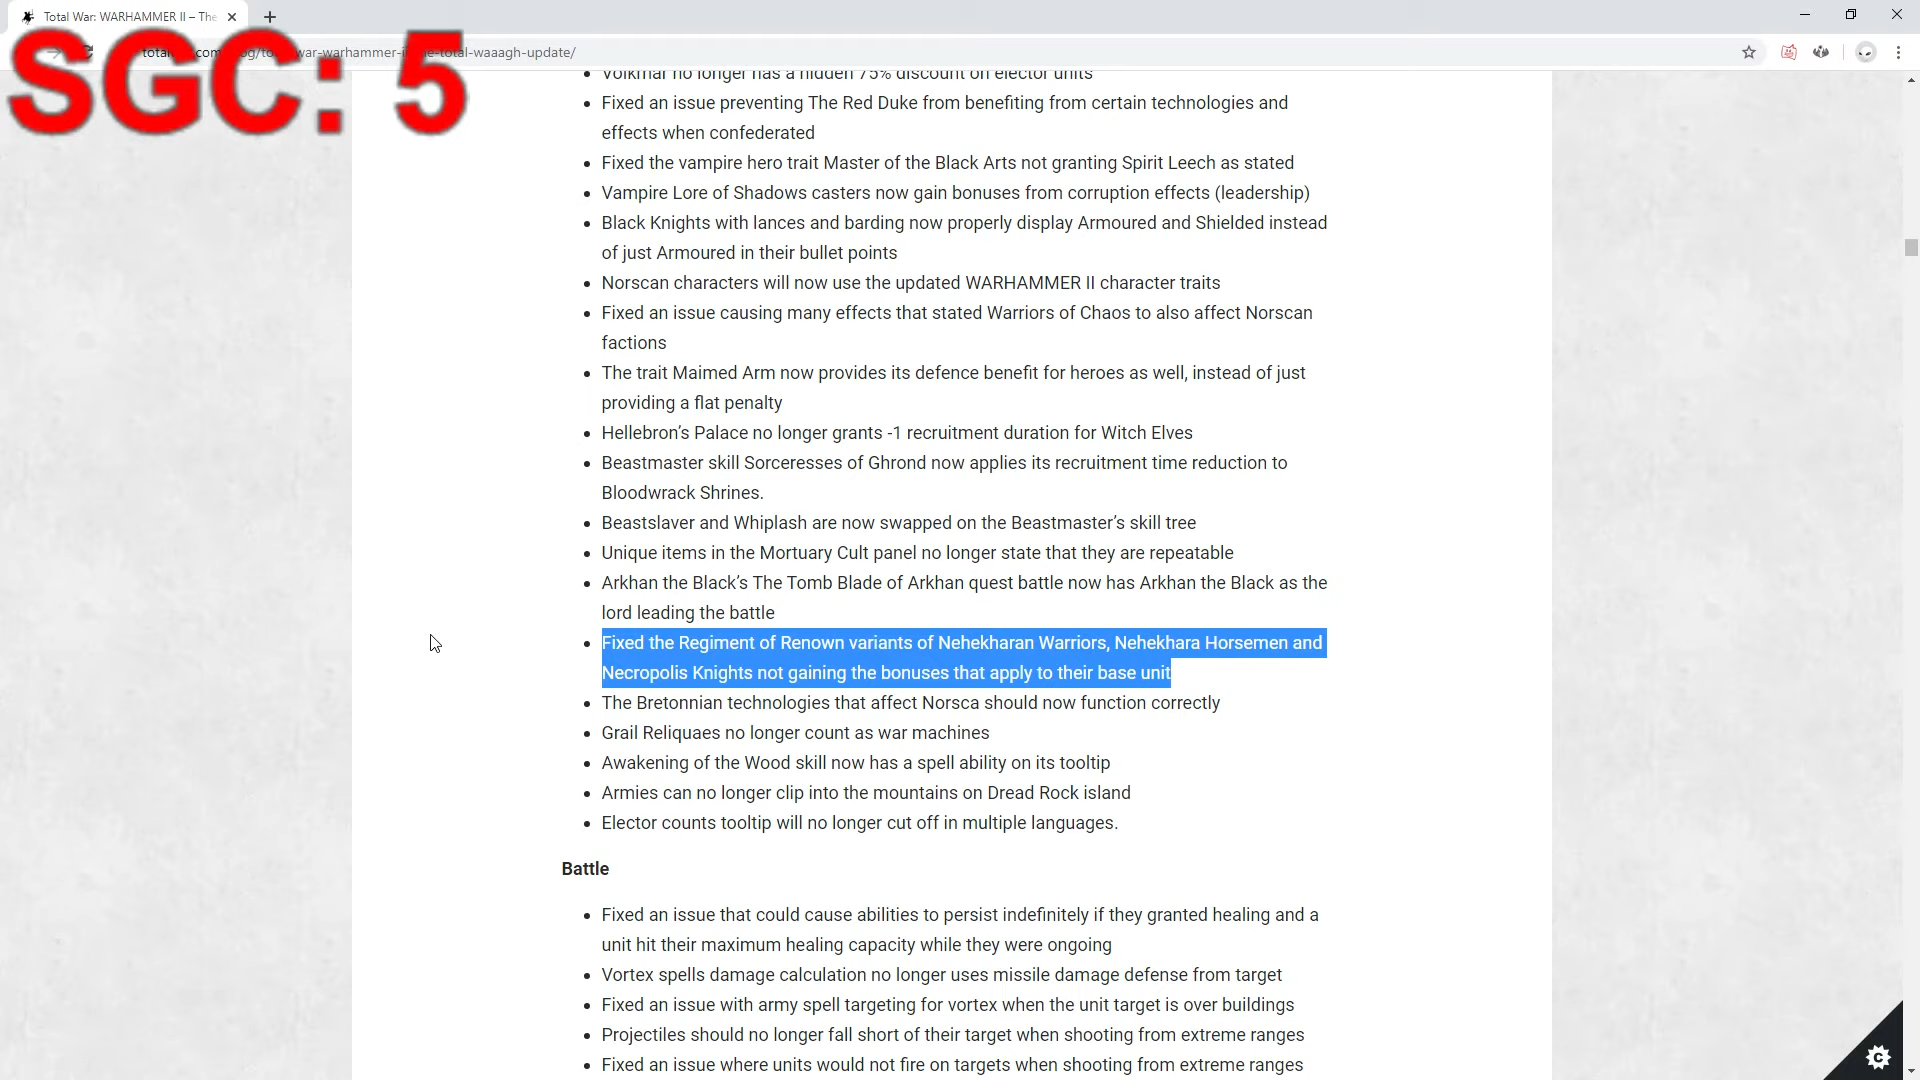 Total War: WARHAMMER II – The
SGC: 5
war-warhammer-i
e-total-waaagh-update/
Volkmar no longer has a hidden 75% discount on elector units
Fixed an issue preventing The Red Duke from benefiting from certain technologies and
effects when confederated
Fixed the vampire hero trait Master of the Black Arts not granting Spirit Leech as stated
Vampire Lore of Shadows casters now gain bonuses from corruption effects (leadership)
Black Knights with lances and barding now properly display Armoured and Shielded instead
of just Armoured in their bullet points
Norscan characters will now use the updated WARHAMMER II character traits
Fixed an issue causing many effects that stated Warriors of Chaos to also affect Norscan
factions
The trait Maimed Arm now provides its defence benefit for heroes as well, instead of just
providing a flat penalty
Hellebron’s Palace no longer grants -1 recruitment duration for Witch Elves
Beastmaster skill Sorceresses of Ghrond now applies its recruitment time reduction to
Bloodwrack Shrines.
Beastslaver and Whiplash are now swapped on the Beastmaster’s skill tree
Unique items in the Mortuary Cult panel no longer state that they are repeatable
Arkhan the Black’s The Tomb Blade of Arkhan quest battle now has Arkhan the Black as the
lord leading the battle
Fixed the Regiment of Renown variants of Nehekharan Warriors, Nehekhara Horsemen and
Necropolis Knights not gaining the bonuses that apply to their base unit
The Bretonnian technologies that affect Norsca should now function correctly
Grail Reliquaes no longer count as war machines
Awakening of the Wood skill now has a spell ability on its tooltip
Armies can no longer clip into the mountains on Dread Rock island
Elector counts tooltip will no longer cut off in multiple languages.
Battle
Fixed an issue that could cause abilities to persist indefinitely if they granted healing and a
unit hit their maximum healing capacity while they were ongoing
Vortex spells damage calculation no longer uses missile damage defense from target
Fixed an issue with army spell targeting for vortex when the unit target is over buildings
Projectiles should no longer fall short of their target when shooting from extreme ranges
Fixed an issue where units would not fire on targets when shooting from extreme ranges